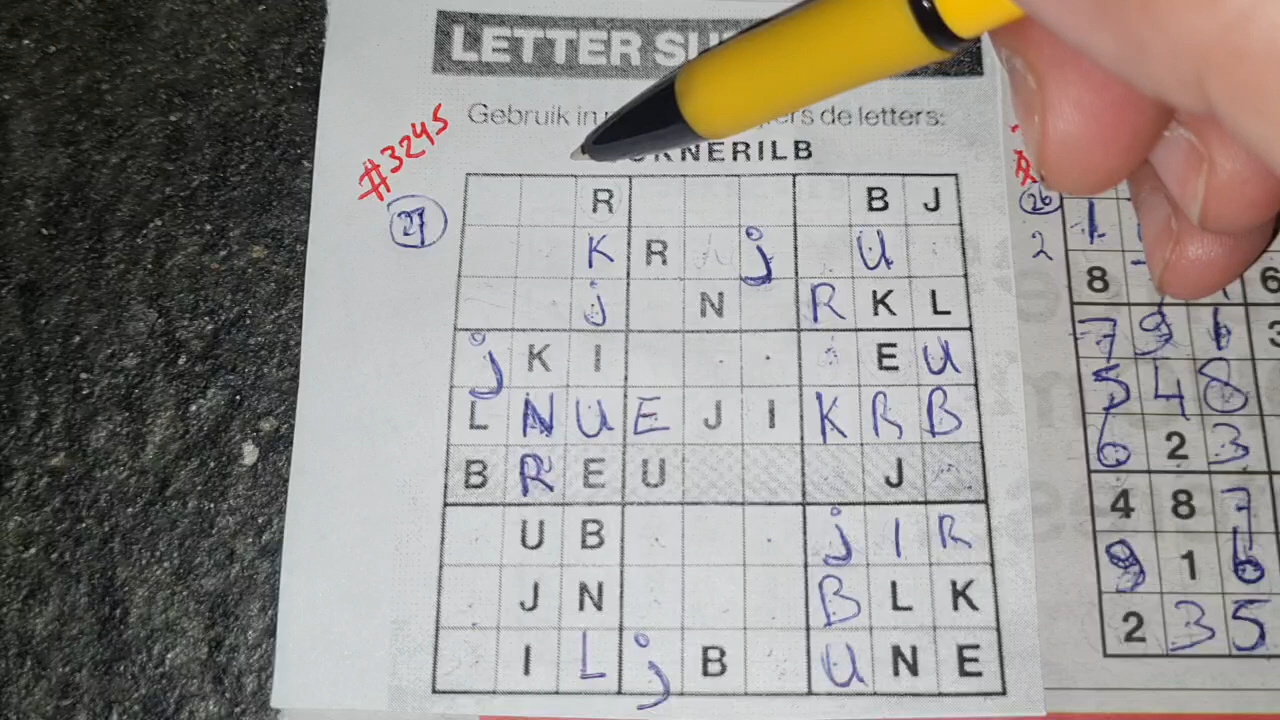 LETTER SU
#3245
Gebruik in ers de letters:
KNERILB
27
R B J
K R j U
j N R K L
j K I E U
L N U E J I K R B
B R E U J
U B j I R
J N B L K
I L j B U N E
26
2
1
8 6
7 9 6 3
5 4 8
6 2 3
4 8 7
9 1 6
2 3 5